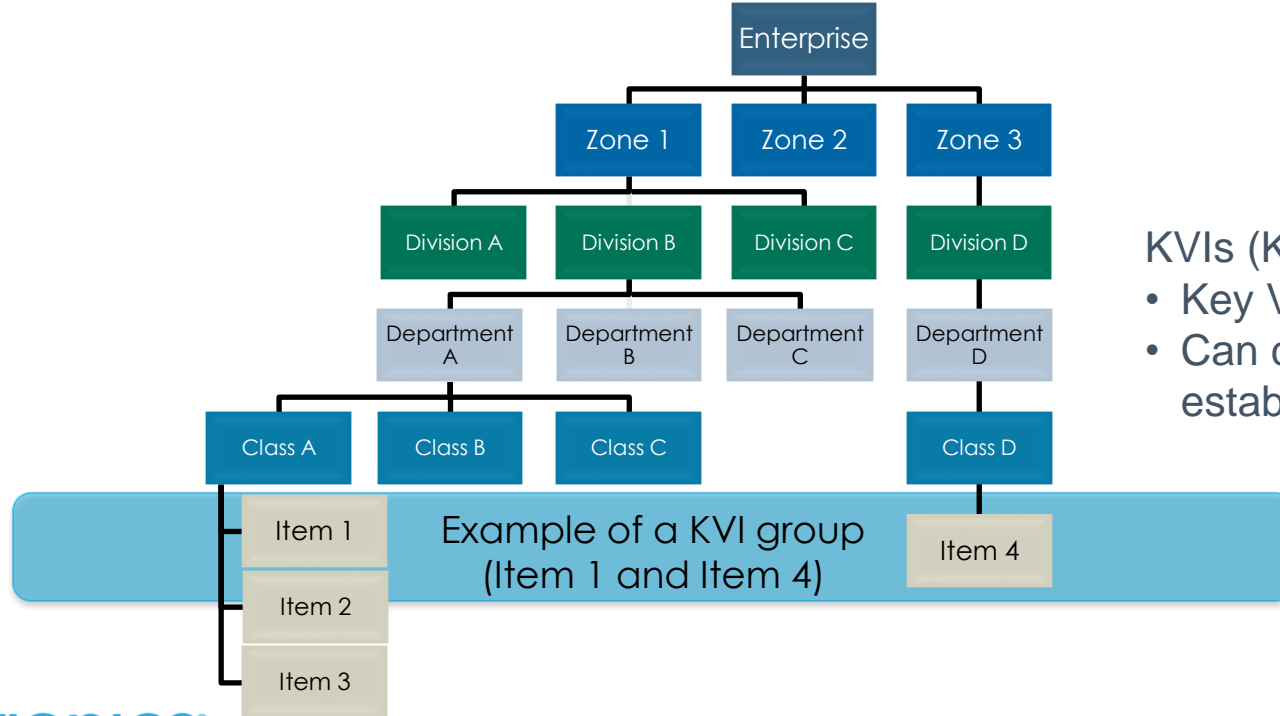 Enterprise
Zone 1
Zone 2
Zone 3
Division A
Division B
Division C
Division D
Department
A
Department
B
Department
C
Department
D
Class A
Class B
Class C
Class D
Item 1
Item 2
Item 3
Example of a KVI group
(Item 1 and Item 4)
Item 4
KVIs (K
• Key V
• Can
estab